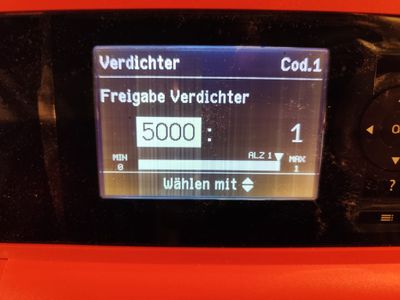 Verdichter Cod.1
Freigabe Verdichter
5000: 1
MIN ALZ 1 MAX
0 1
Wählen mit
?